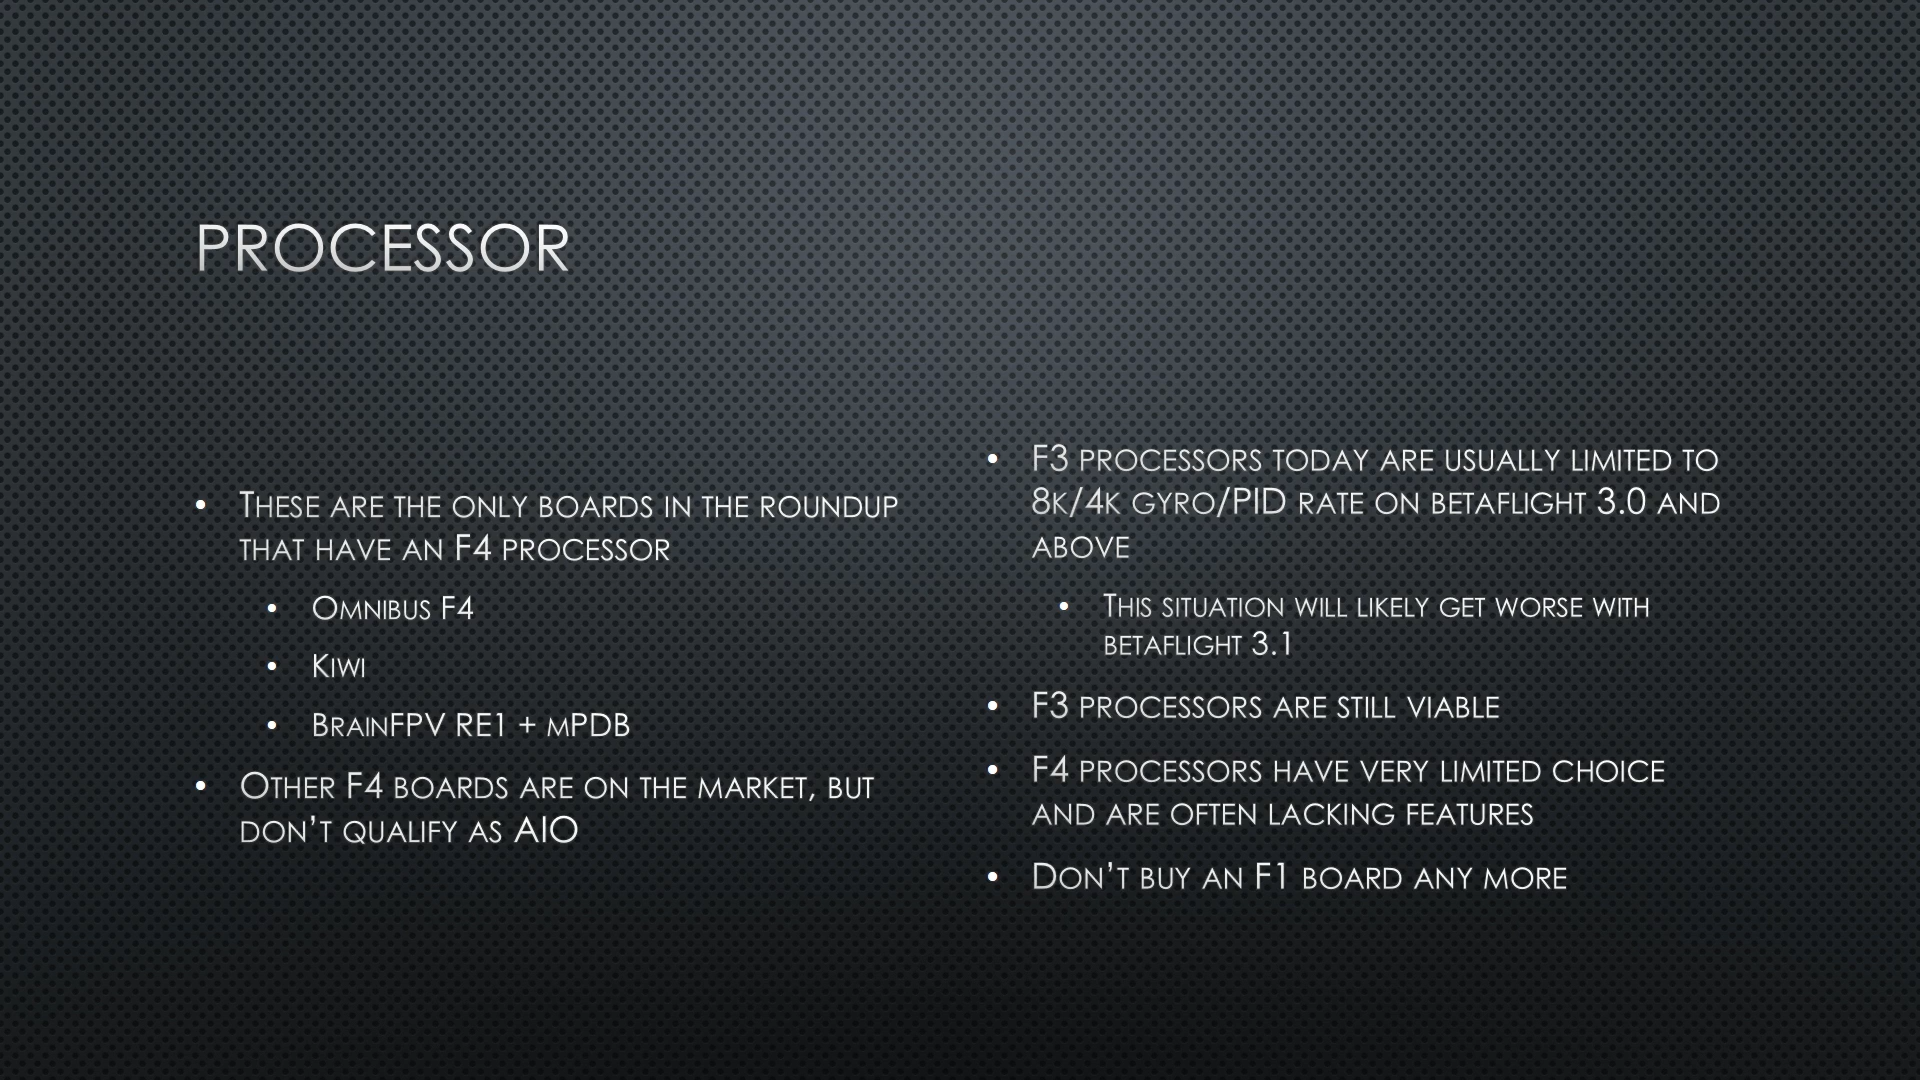 PROCESSOR
• These are the only boards in the roundup
that have an F4 processor
• Omnibus F4
• Kiwi
• BrainFPV RE1 + mPDB
• Other F4 boards are on the market, but
don’t qualify as AIO
• F3 processors today are usually limited to
8k/4k gyro/PID rate on betaflight 3.0 and
above
• This situation will likely get worse with
betaflight 3.1
• F3 processors are still viable
• F4 processors have very limited choice
and are often lacking features
• Don’t buy an F1 board any more